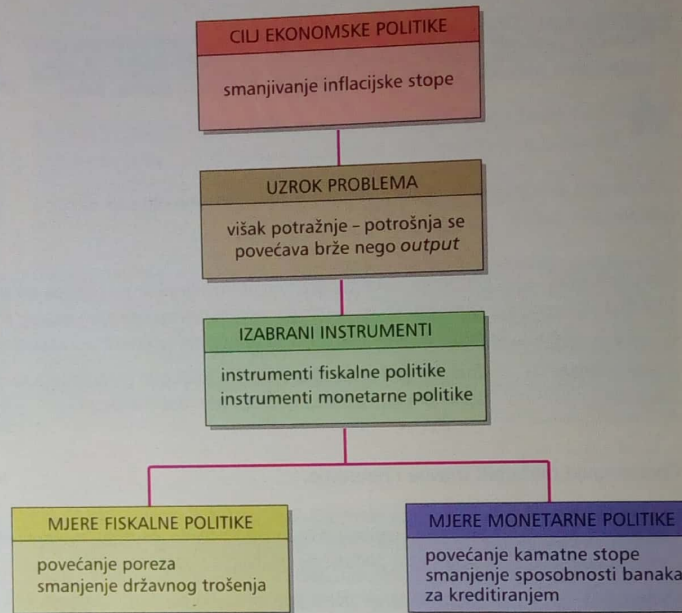 CILJ EKONOMSKE POLITIKE
smanjivanje inflacijske stope
UZROK PROBLEMA
višak potražnje – potrošnja se
povećava brže nego output
IZABRANI INSTRUMENTI
instrumenti fiskalne politike
instrumenti monetarne politike
MJERE FISKALNE POLITIKE
povećanje poreza
smanjenje državnog trošenja
MJERE MONETARNE POLITIKE
povećanje kamatne stope
smanjenje sposobnosti banaka
za kreditiranjem